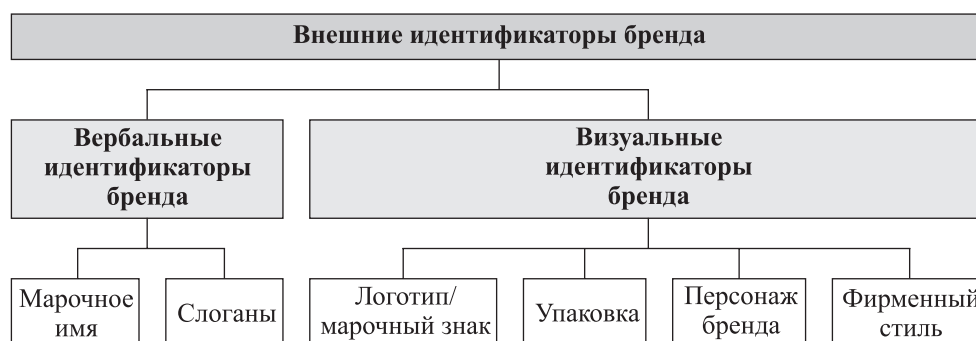 Внешние идентификаторы бренда
Вербальные
идентификаторы
бренда
Визуальные
идентификаторы
бренда
Марочное
имя
Слоганы
Логотип/
марочный знак
Упаковка
Персонаж
бренда
Фирменный
стиль